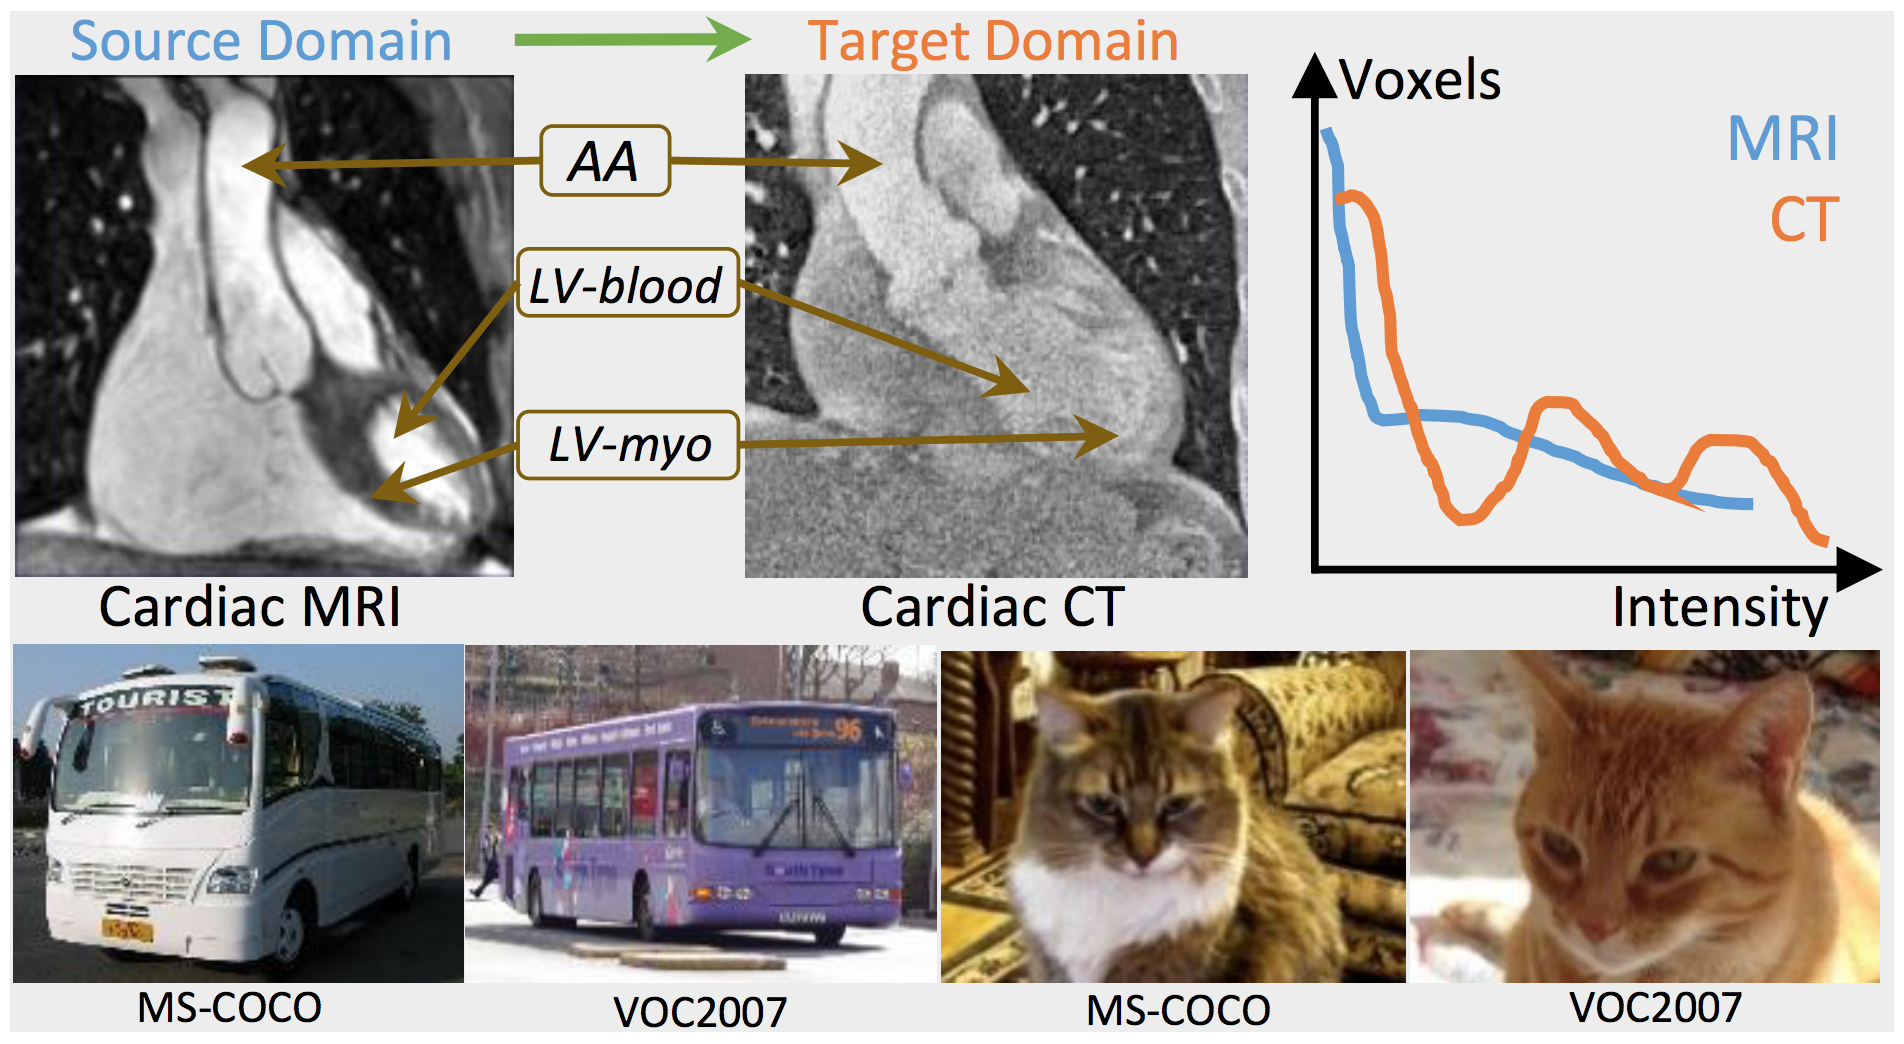 Source Domain
Target Domain
Voxels
MRI
CT
AA
LV-blood
LV-myo
Cardiac MRI
Cardiac CT
Intensity
TOURIST
96
MS-COCO
VOC2007
MS-COCO
VOC2007